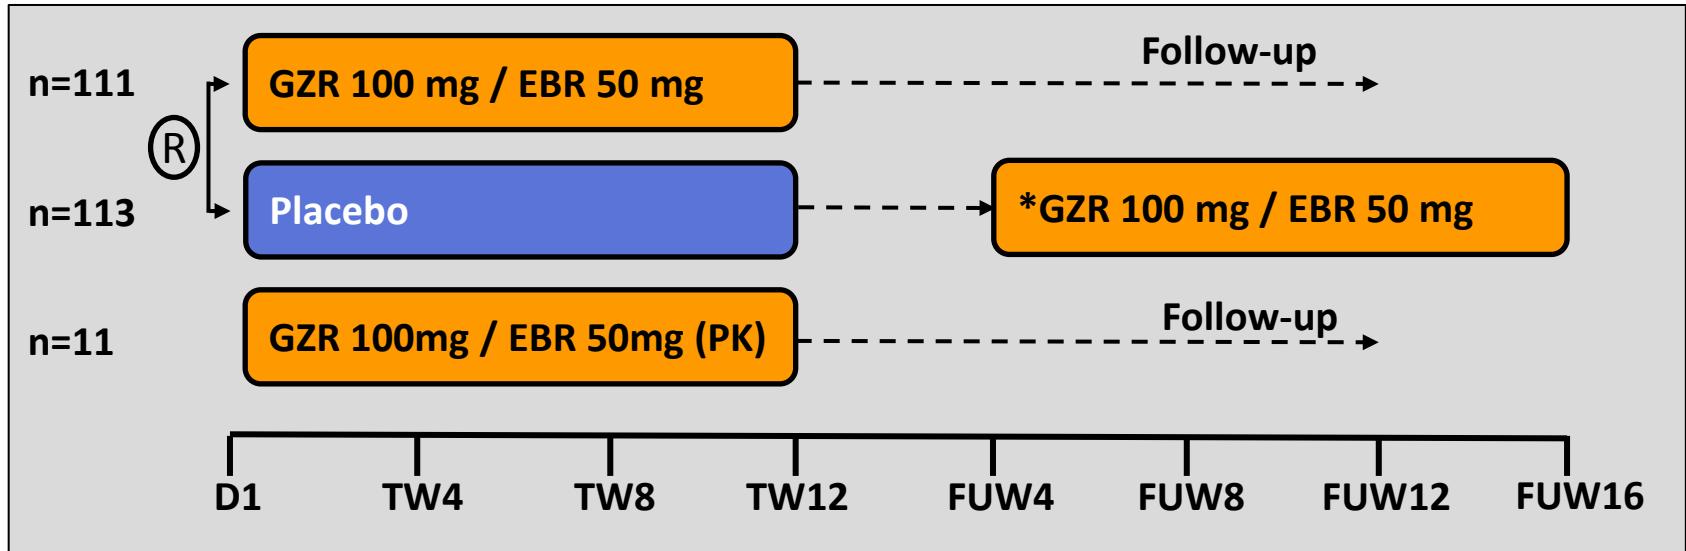 Follow-up
n=111
GZR 100 mg / EBR 50 mg
R
n=113
Placebo
*GZR 100 mg / EBR 50 mg
Follow-up
n=11
GZR 100mg / EBR 50mg (PK)
D1 TW4 TW8 TW12 FUW4 FUW8 FUW12 FUW16